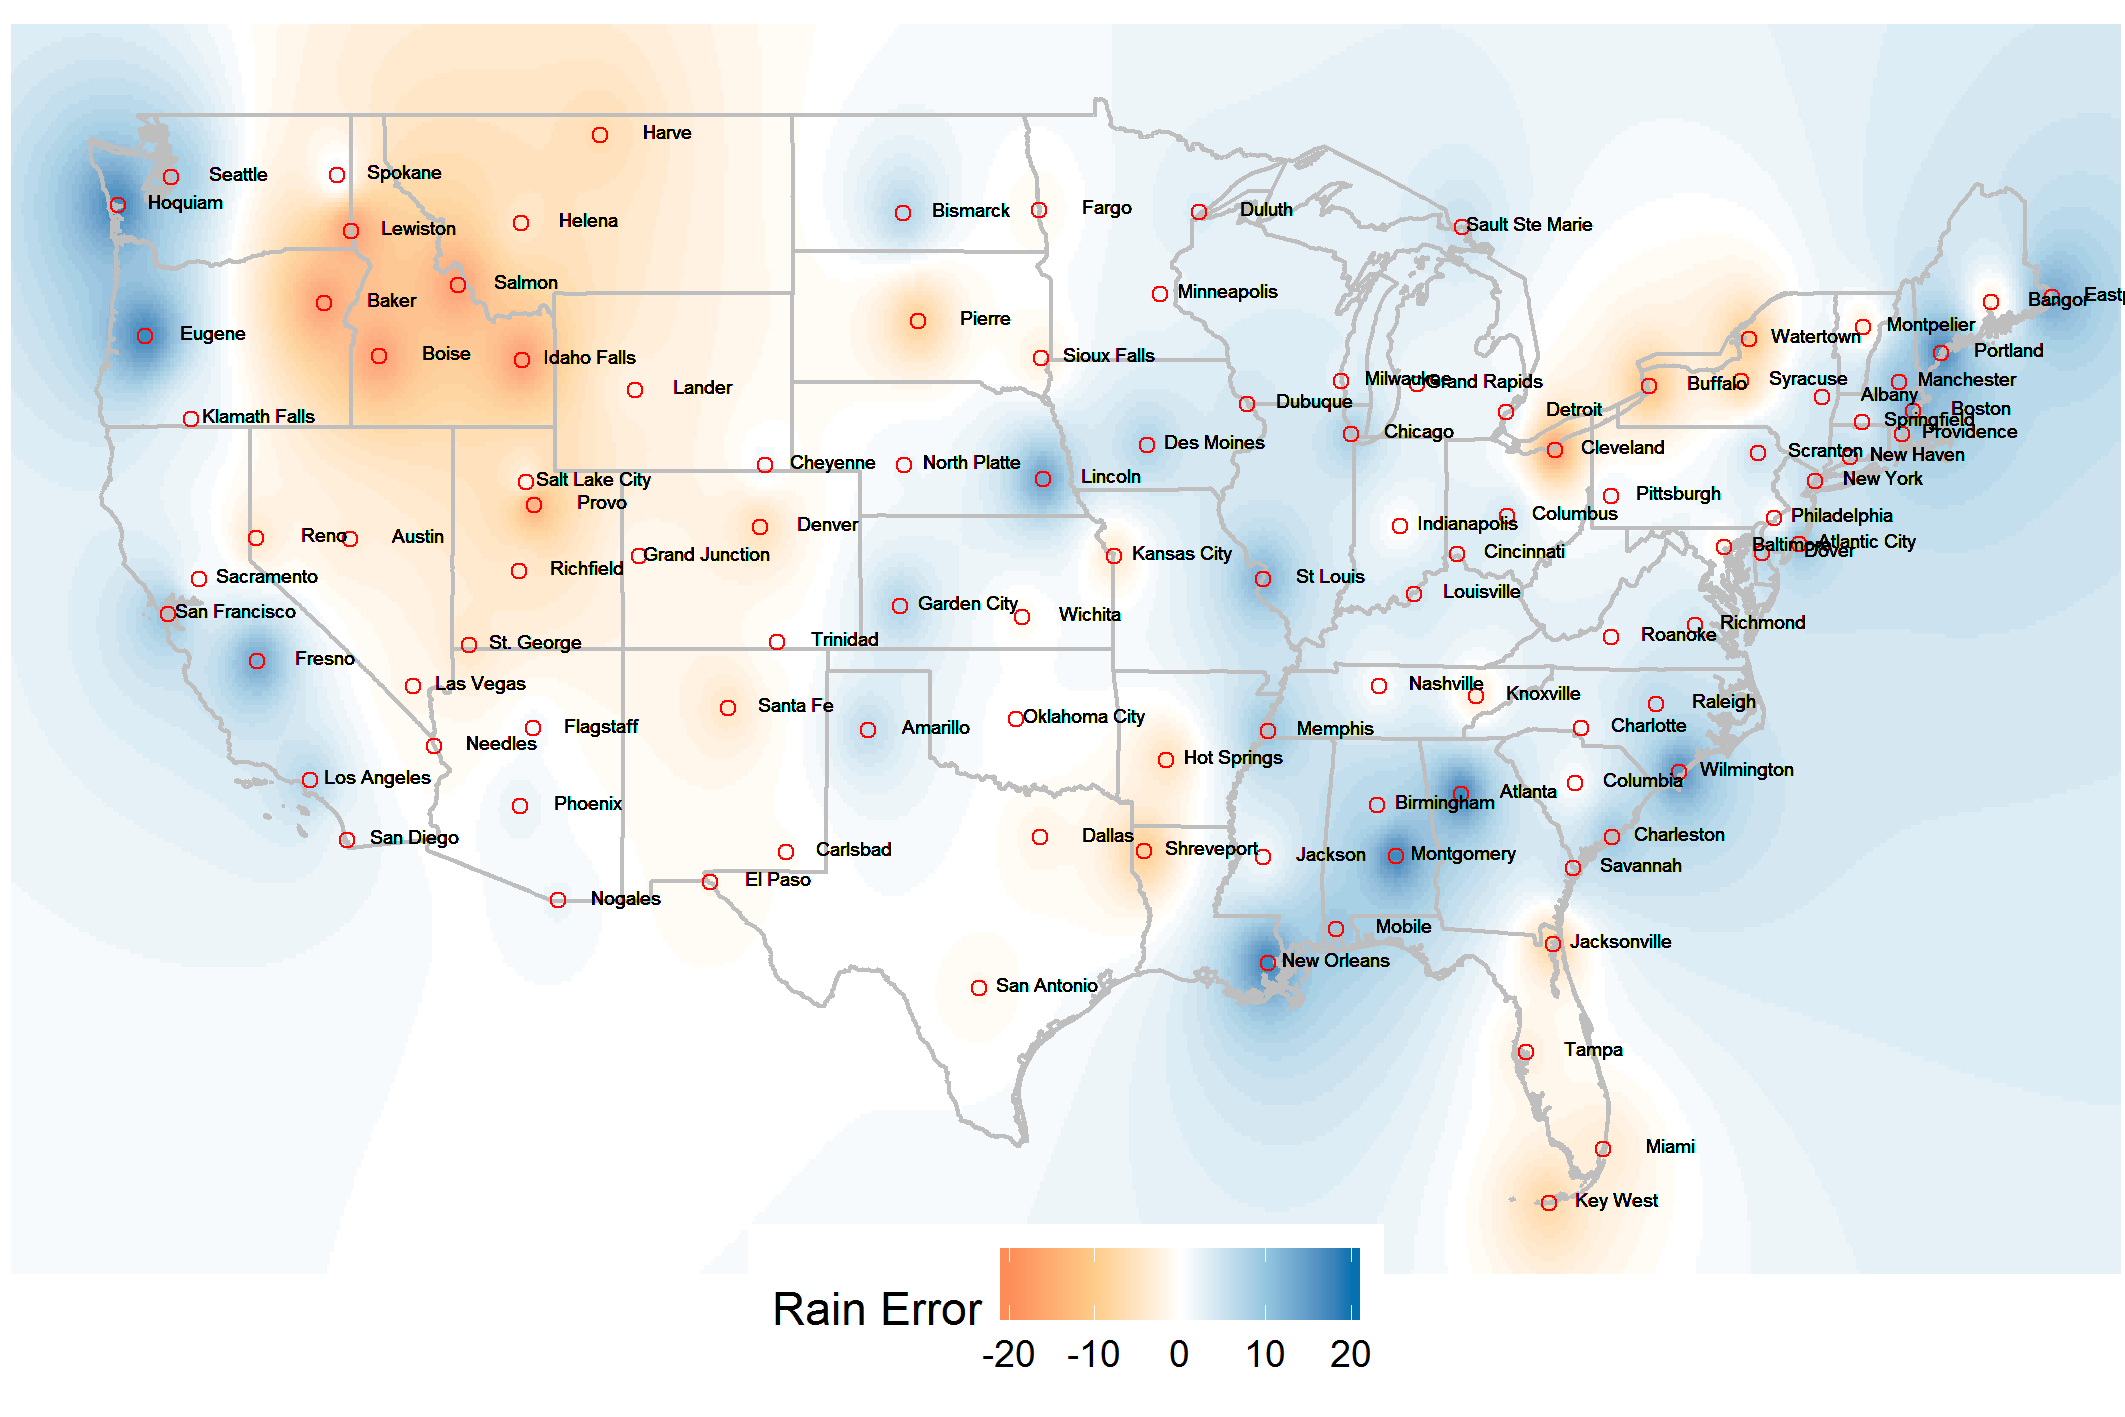 Harve
Seattle
Spokane
Hoquiam
Lewiston
Helena
Bismarck
Fargo
Duluth
Sault Ste Marie
Salmon
Baker
Minneapolis
Bangor
Eastp
Eugene
Pierre
Montpelier
Watertown
Boise
Idaho Falls
Sioux Falls
Portland
Lander
Milwaukee
Grand Rapids
Buffalo
Syracuse
Manchester
Klamath Falls
Dubuque
Detroit
Albany
Boston
Springfield
Des Moines
Chicago
Providence
Cheyenne
North Platte
Cleveland
Scranton
New Haven
Salt Lake City
Lincoln
New York
Provo
Pittsburgh
Denver
Indianapolis
Columbus
Philadelphia
Reno
Austin
Grand Junction
Kansas City
Cincinnati
Baltimore
Atlantic City
Dover
Richfield
Sacramento
St Louis
San Francisco
Garden City
Wichita
Louisville
St. George
Trinidad
Roanoke
Richmond
Fresno
Las Vegas
Santa Fe
Nashville
Knoxville
Raleigh
Flagstaff
Amarillo
Oklahoma City
Memphis
Charlotte
Needles
Los Angeles
Hot Springs
Wilmington
Phoenix
Birmingham
Atlanta
Columbia
San Diego
Carlsbad
Dallas
Shreveport
Jackson
Montgomery
Charleston
El Paso
Savannah
Nogales
Mobile
Jacksonville
New Orleans
San Antonio
Tampa
Miami
Key West
Rain Error
-20 -10 0 10 20